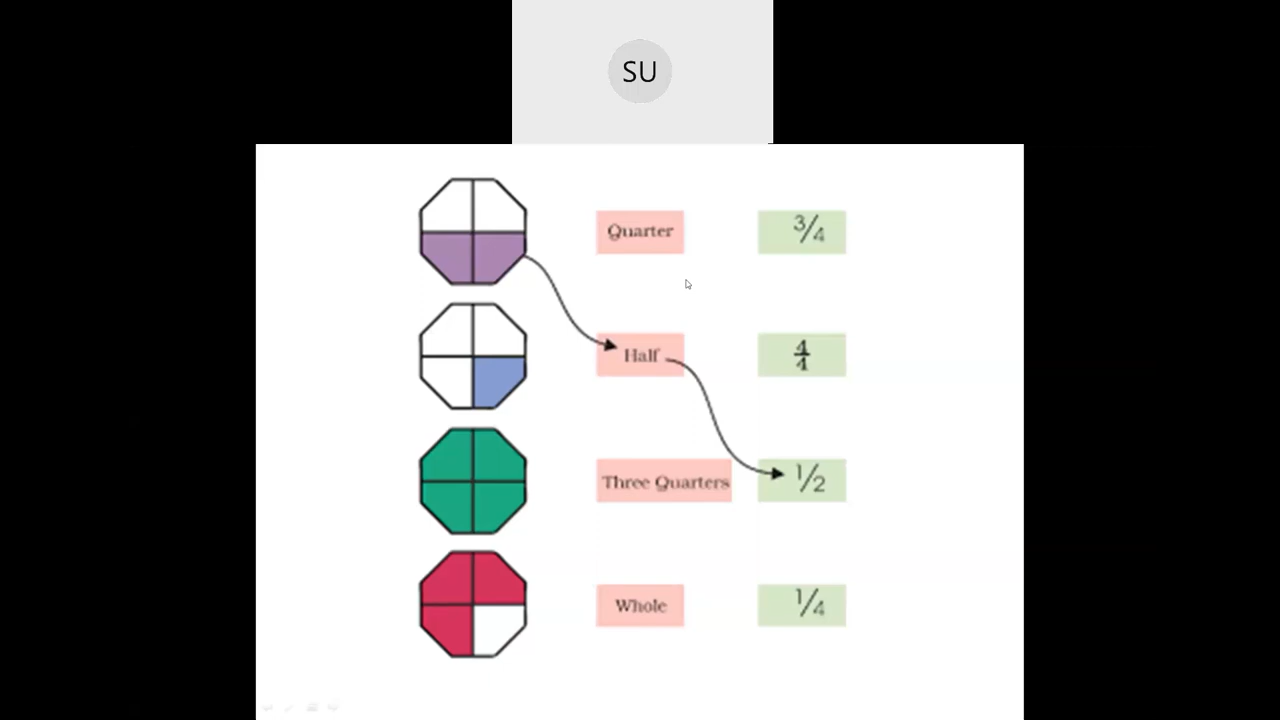 SU
Quarter
3/4
Half
4/4
Three Quarters
1/2
Whole
1/4